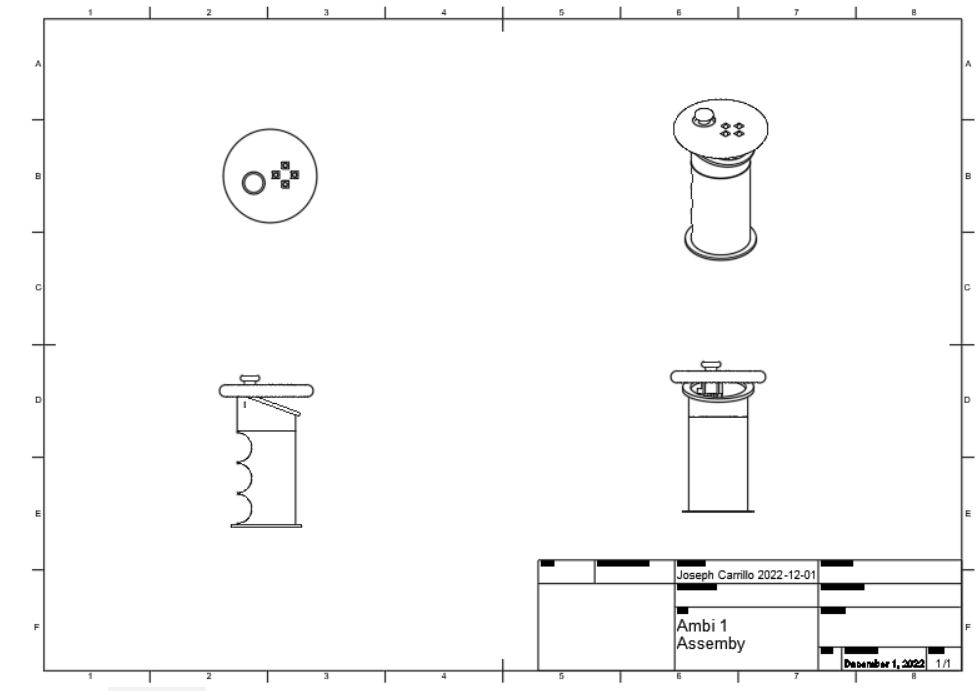 1 2 3 4 5 6 7 8
A A
B B
C C
D D
E E
F F
Joseph Carrillo 2022-12-01
Ambi 1
Assemby
December 1, 2022 1/1
1 2 3 4 5 6 7 8